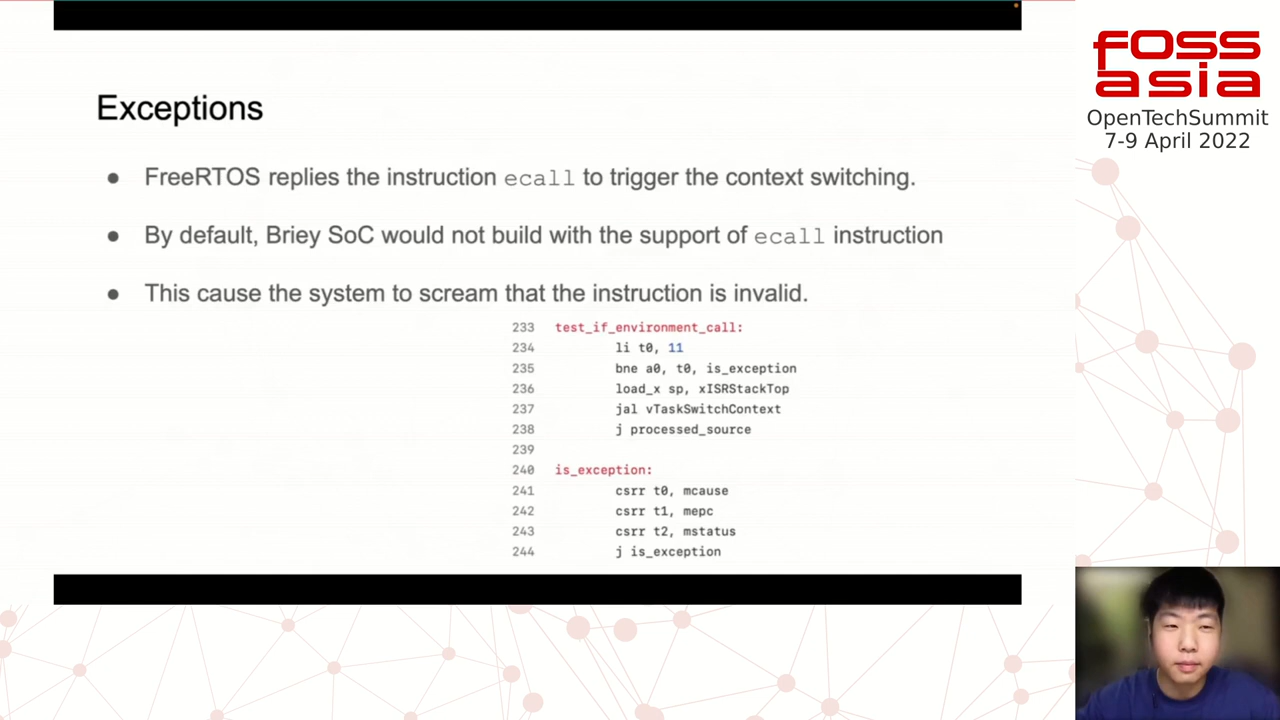 Exceptions
● FreeRTOS replies the instruction ecall to trigger the context switching.
● By default, Briey SoC would not build with the support of ecall instruction
● This cause the system to scream that the instruction is invalid.
233 test_if_environment_call:
234 li t0, 11
235 bne a0, t0, is_exception
236 load_x sp, xISRStackTop
237 jal vTaskSwitchContext
238 j processed_source
239
240 is_exception:
241 csrr t0, mcause
242 csrr t1, mepc
243 csrr t2, mstatus
244 j is_exception
foss
asia
OpenTechSummit
7-9 April 2022